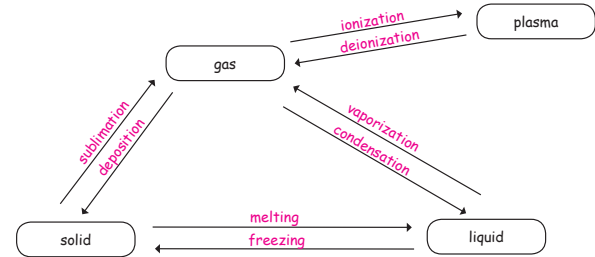 ionization
plasma
deionization
gas
vaporization
condensation
sublimation
deposition
melting
solid
liquid
freezing